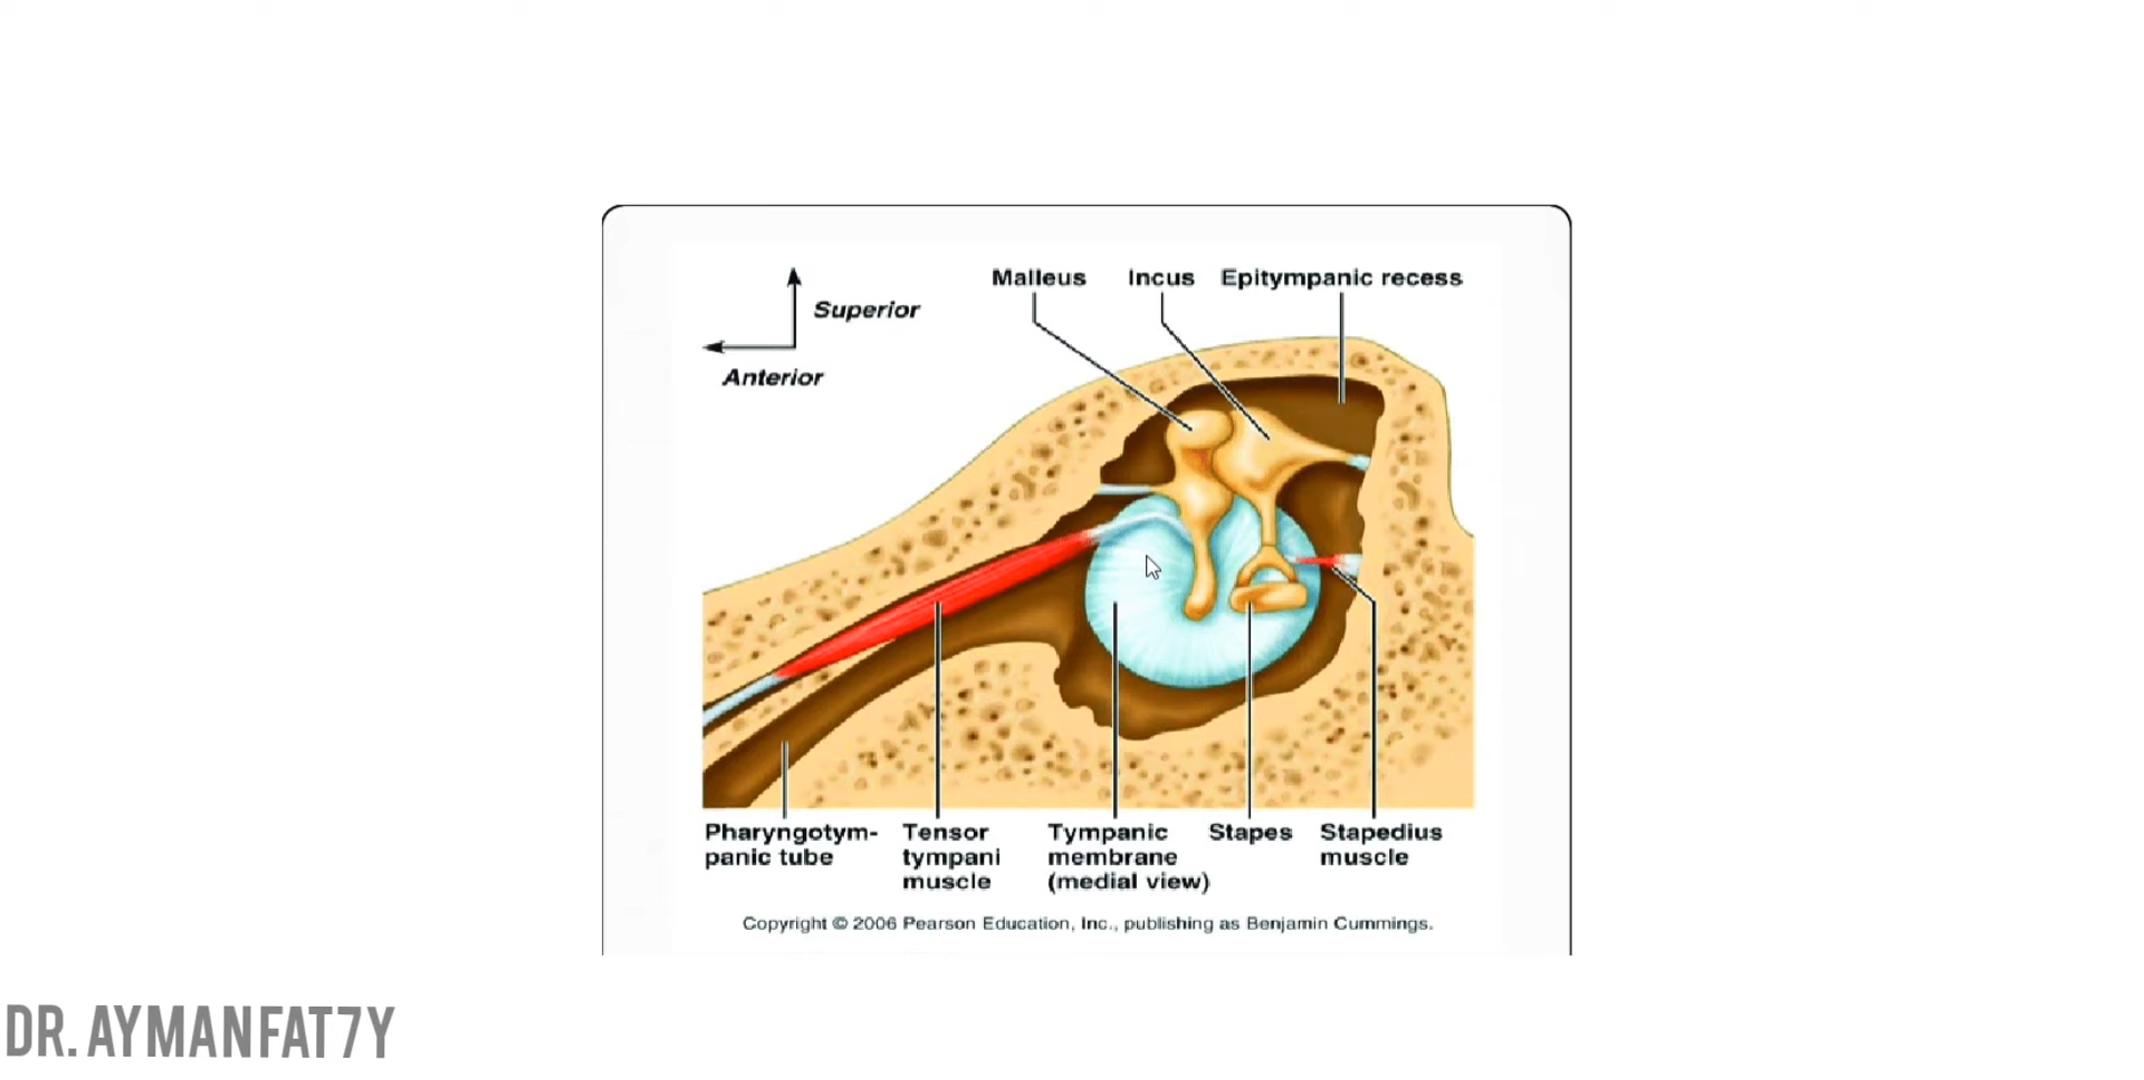 Malleus Incus Epitympanic recess
Superior
Anterior
Pharyngotym-
panic tube
Tensor
tympani
muscle
Tympanic
membrane
(medial view)
Stapes
Stapedius
muscle
Copyright © 2006 Pearson Education, Inc., publishing as Benjamin Cummings.
DR. AYMANFAT7Y